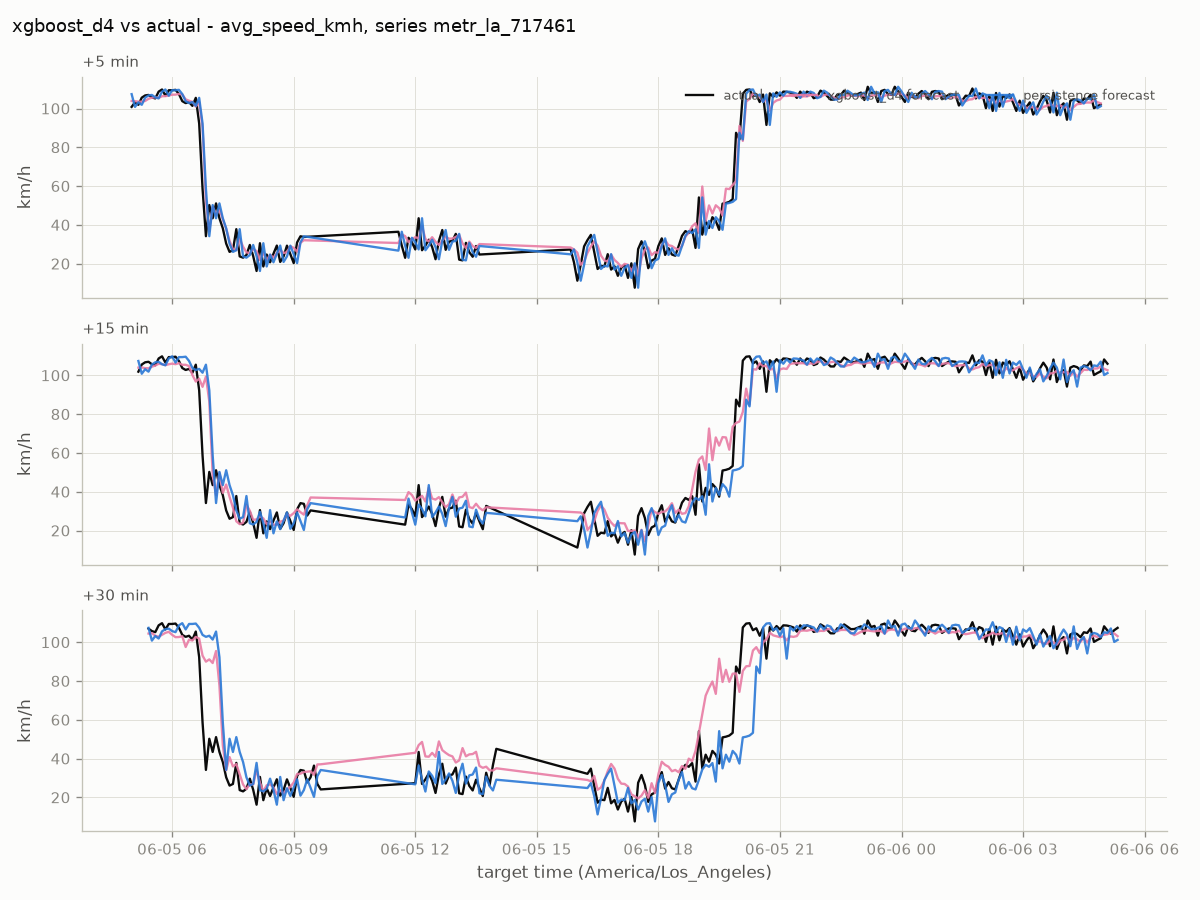 xgboost_d4 vs actual - avg_speed_kmh, series metr_la_717461
+5 min
actual xgboost_d4 forecast persistence forecast
100
80
60
40
20
km/h
+15 min
100
80
60
40
20
km/h
+30 min
100
80
60
40
20
km/h
06-05 06 06-05 09 06-05 12 06-05 15 06-05 18 06-05 21 06-06 00 06-06 03 06-06 06
target time (America/Los_Angeles)